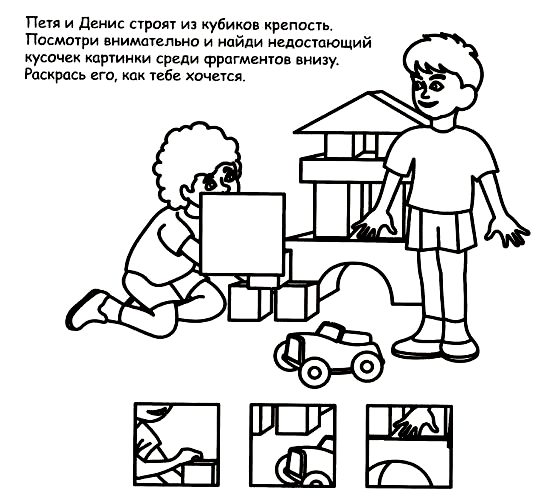 Петя и Денис строят из кубиков крепость.
Посмотри внимательно и найди недостающий
кусочек картинки среди фрагментов внизу.
Раскрась его, как тебе хочется.